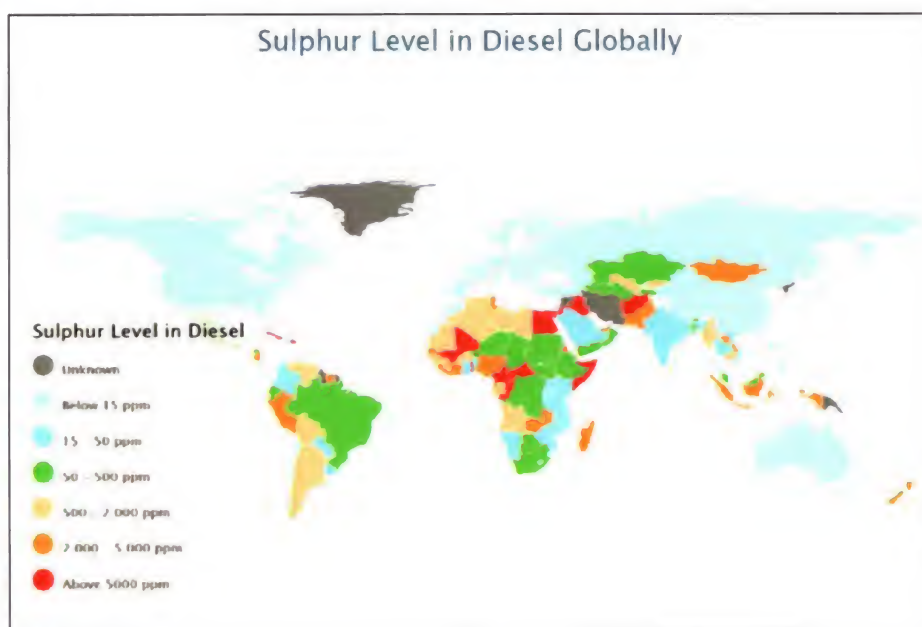 Sulphur Level in Diesel Globally
Sulphur Level in Diesel
Unknown
Below 15 ppm
15 - 50 ppm
50 - 500 ppm
500 - 2 000 ppm
2 000 - 5 000 ppm
Above 5000 ppm